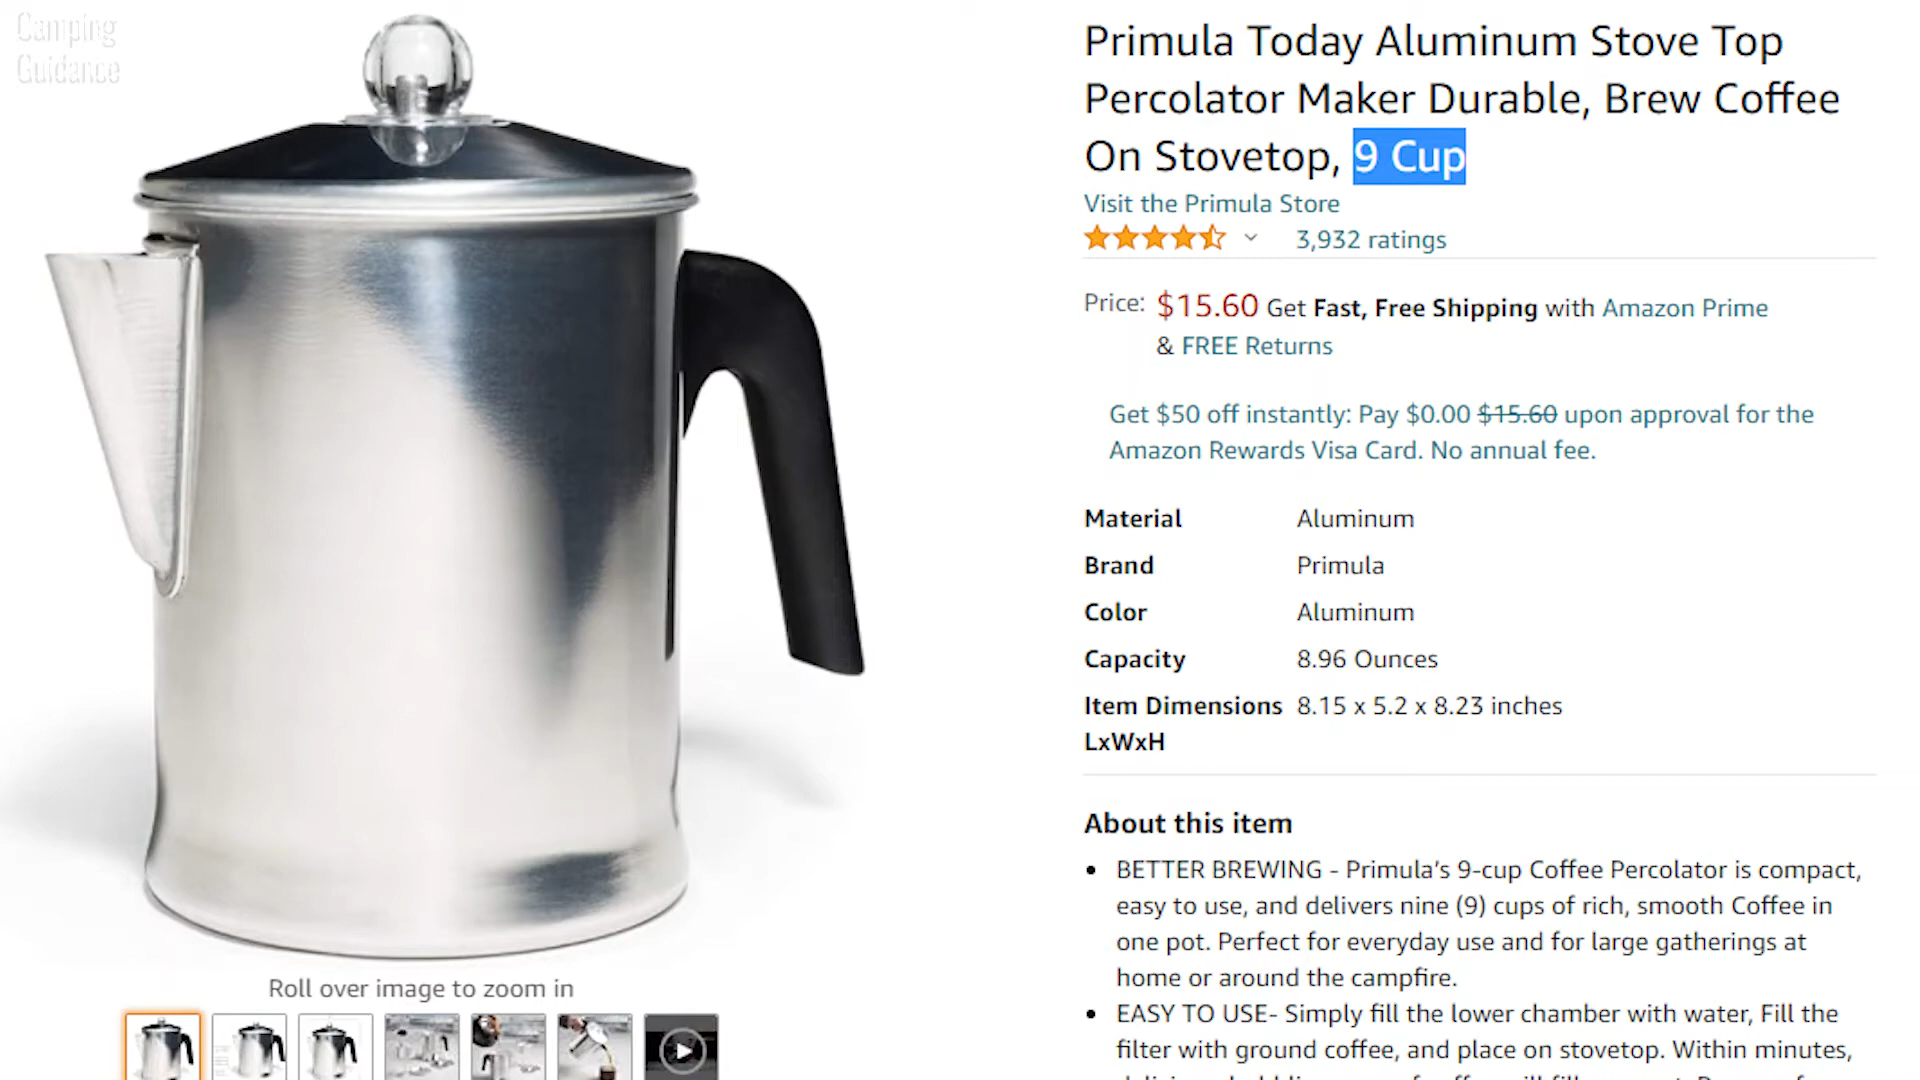 Camping
Guidance
Primula Today Aluminum Stove Top
Percolator Maker Durable, Brew Coffee
On Stovetop, 9 Cup
Visit the Primula Store
3,932 ratings
Price: $15.60 Get Fast, Free Shipping with Amazon Prime
& FREE Returns
Get $50 off instantly: Pay $0.00 $15.60 upon approval for the
Amazon Rewards Visa Card. No annual fee.
Material Aluminum
Brand Primula
Color Aluminum
Capacity 8.96 Ounces
Item Dimensions 8.15 x 5.2 x 8.23 inches
LxWxH
About this item
• BETTER BREWING - Primula's 9-cup Coffee Percolator is compact,
easy to use, and delivers nine (9) cups of rich, smooth Coffee in
one pot. Perfect for everyday use and for large gatherings at
home or around the campfire.
• EASY TO USE- Simply fill the lower chamber with water, Fill the
filter with ground coffee, and place on stovetop. Within minutes,
Roll over image to zoom in